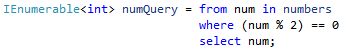 IEnumerable<int> numQuery = from num in numbers
where (num % 2) == 0
select num;